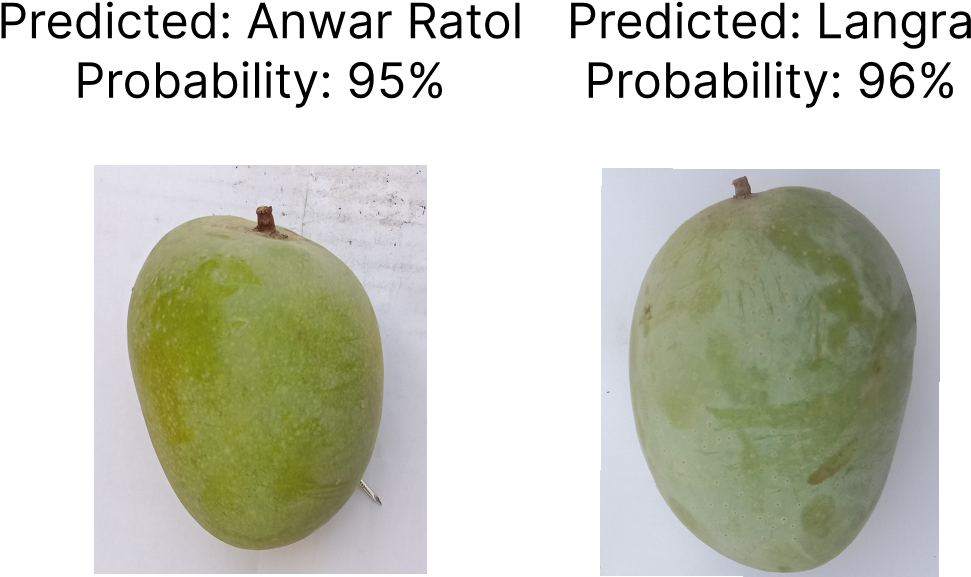 Predicted: Anwar Ratol
Probability: 95%
Predicted: Langra
Probability: 96%